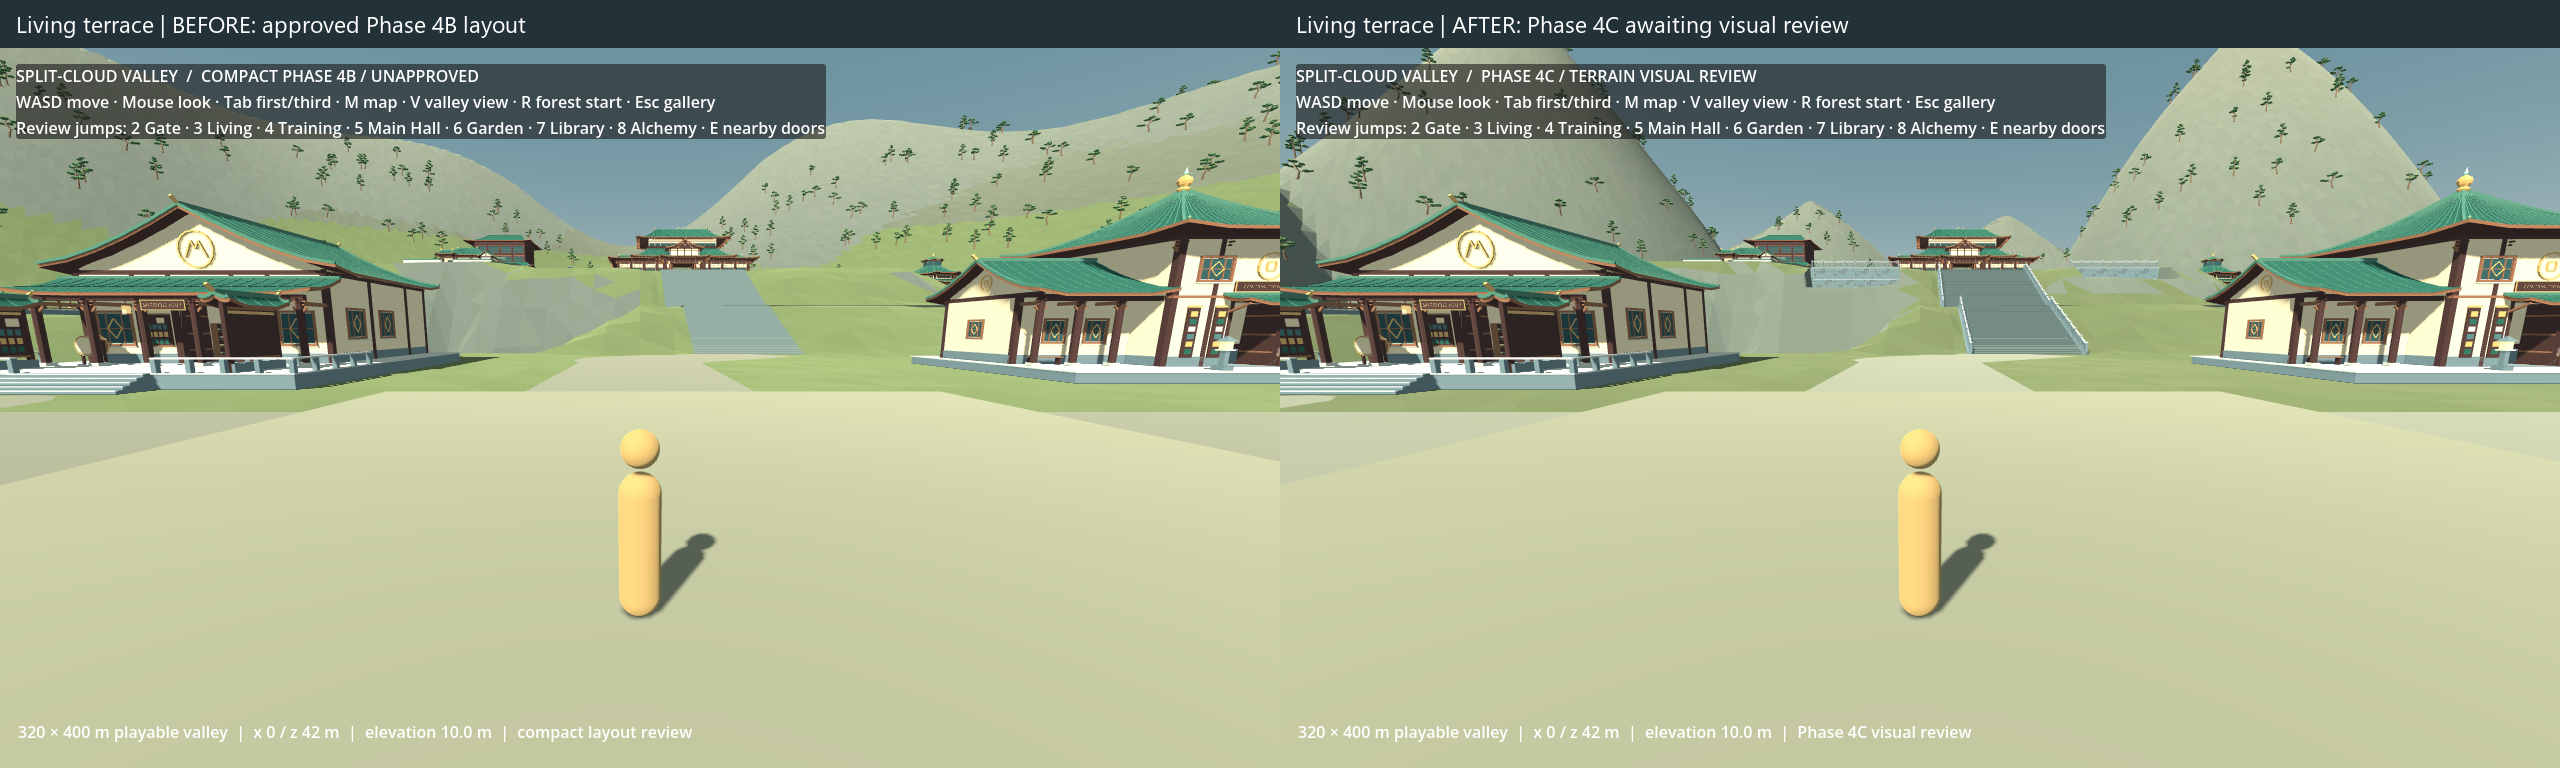 Living terrace | BEFORE: approved Phase 4B layout
SPLIT-CLOUD VALLEY / COMPACT PHASE 4B / UNAPPROVED
WASD move · Mouse look · Tab first/third · M map · V valley view · R forest start · Esc gallery
Review jumps: 2 Gate · 3 Living · 4 Training · 5 Main Hall · 6 Garden · 7 Library · 8 Alchemy · E nearby doors
M
MISSION HALL
320 × 400 m playable valley | x 0 / z 42 m | elevation 10.0 m | compact layout review
Living terrace | AFTER: Phase 4C awaiting visual review
SPLIT-CLOUD VALLEY / PHASE 4C / TERRAIN VISUAL REVIEW
WASD move · Mouse look · Tab first/third · M map · V valley view · R forest start · Esc gallery
Review jumps: 2 Gate · 3 Living · 4 Training · 5 Main Hall · 6 Garden · 7 Library · 8 Alchemy · E nearby doors
M
MISSION HALL
320 × 400 m playable valley | x 0 / z 42 m | elevation 10.0 m | Phase 4C visual review